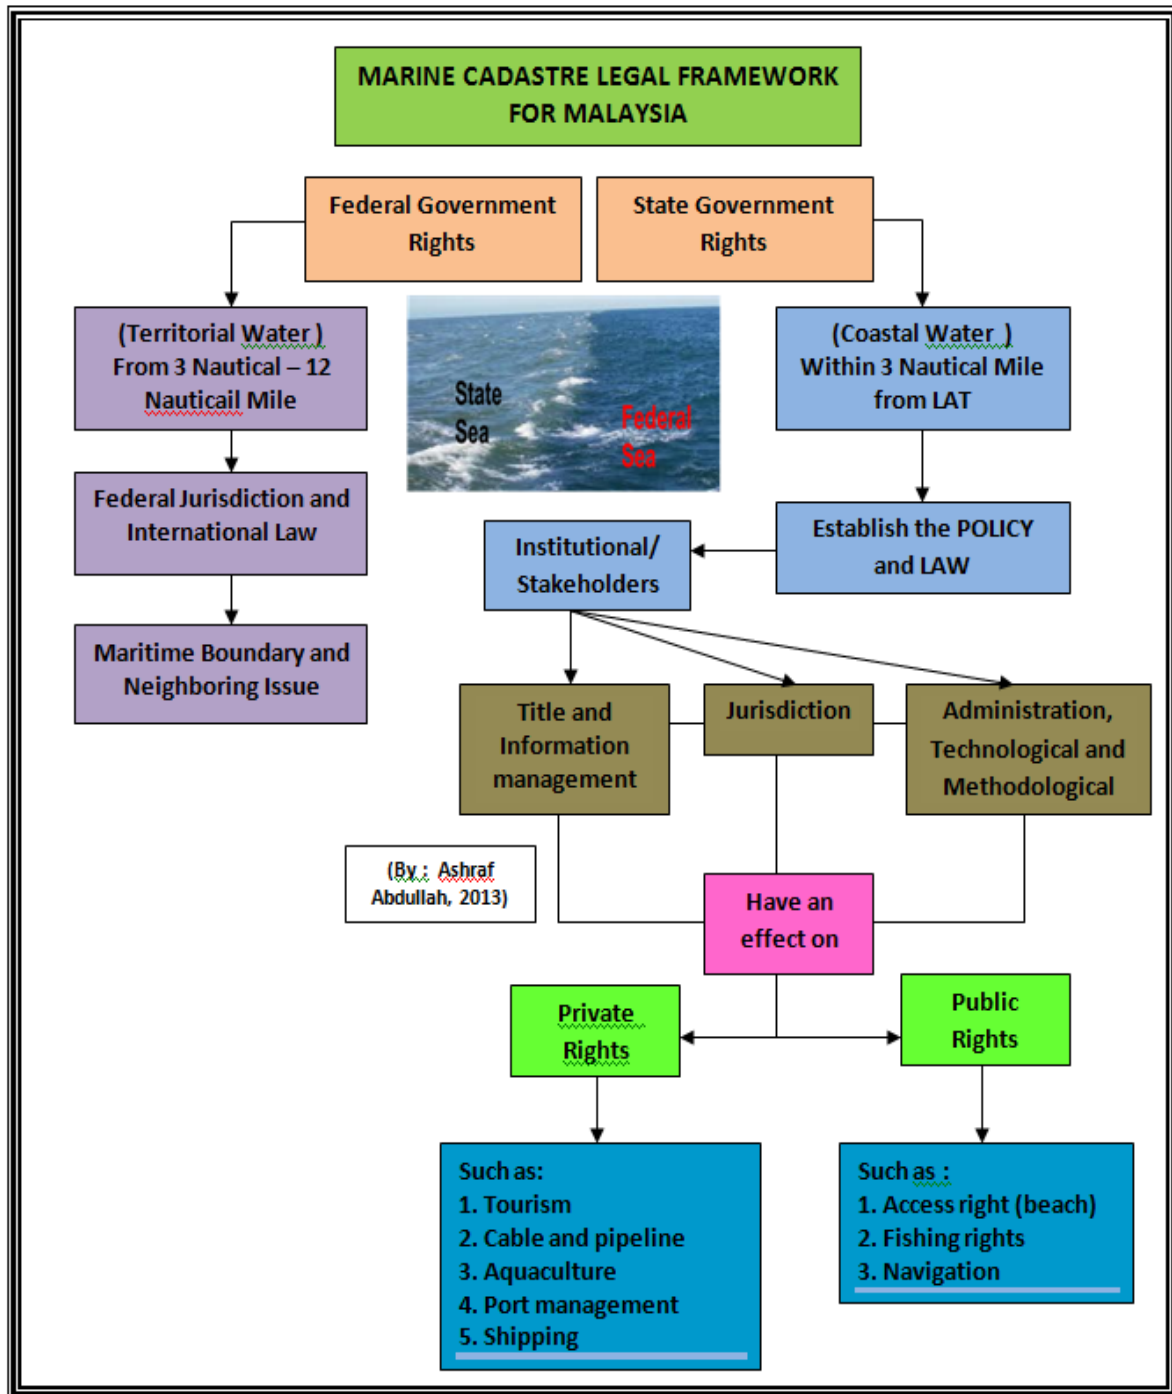 MARINE CADASTRE LEGAL FRAMEWORK
FOR MALAYSIA
Federal Government
Rights
State Government
Rights
(Territorial Water )
From 3 Nautical – 12
Nauticail Mile
State
Sea
Federal
Sea
(Coastal Water )
Within 3 Nautical Mile
from LAT
Federal Jurisdiction and
International Law
Institutional/
Stakeholders
Establish the POLICY
and LAW
Maritime Boundary and
Neighboring Issue
Title and
Information
management
Jurisdiction
Administration,
Technological and
Methodological
(By : Ashraf
Abdullah, 2013)
Have an
effect on
Private
Rights
Public
Rights
Such as:
1. Tourism
2. Cable and pipeline
3. Aquaculture
4. Port management
5. Shipping
Such as :
1. Access right (beach)
2. Fishing rights
3. Navigation